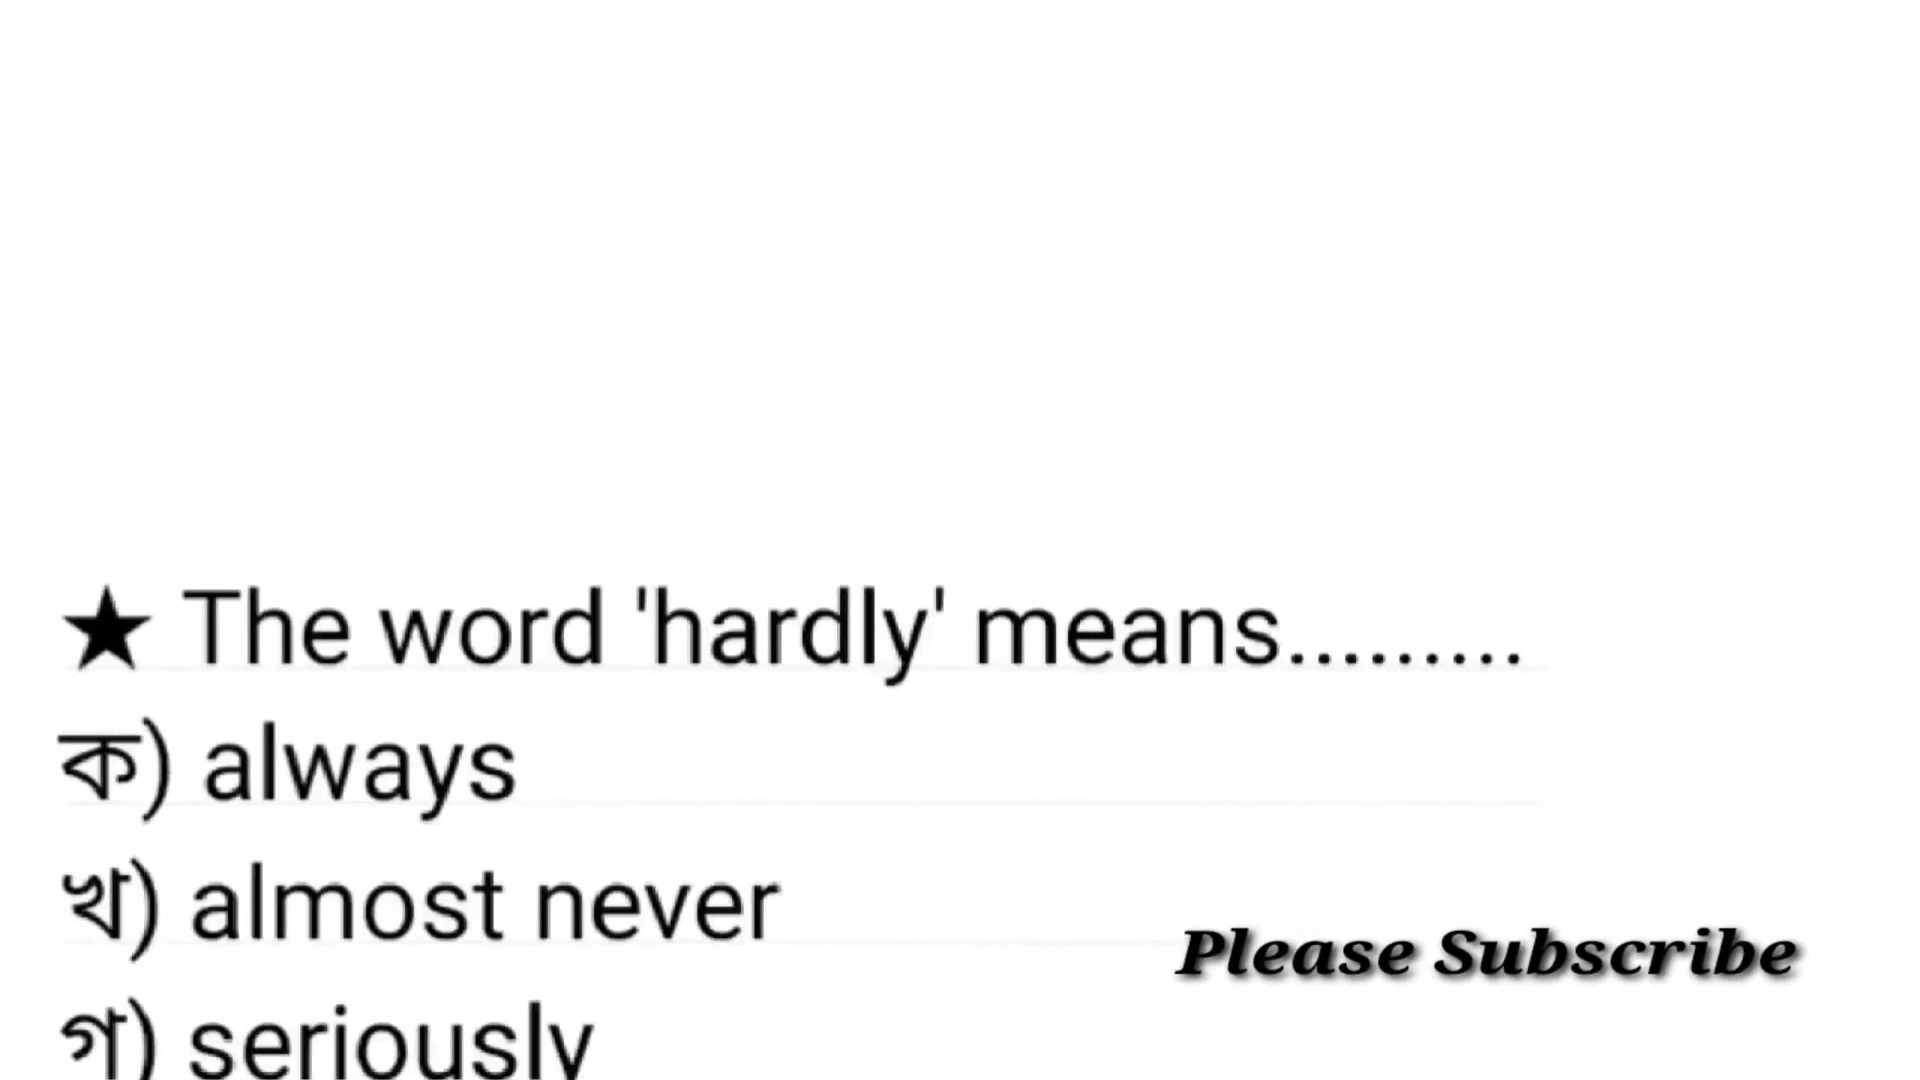 ★ The word 'hardly' means.........
ক) always
খ) almost never
Please Subscribe
গ) seriously